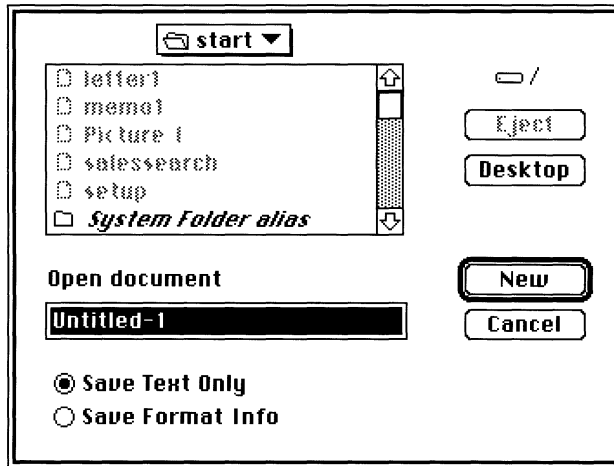 start
letter1
memo1
Picture 1
salessearch
setup
System Folder alias
/
Eject
Desktop
Open document
Untitled-1
New
Cancel
Save Text Only
Save Format Info